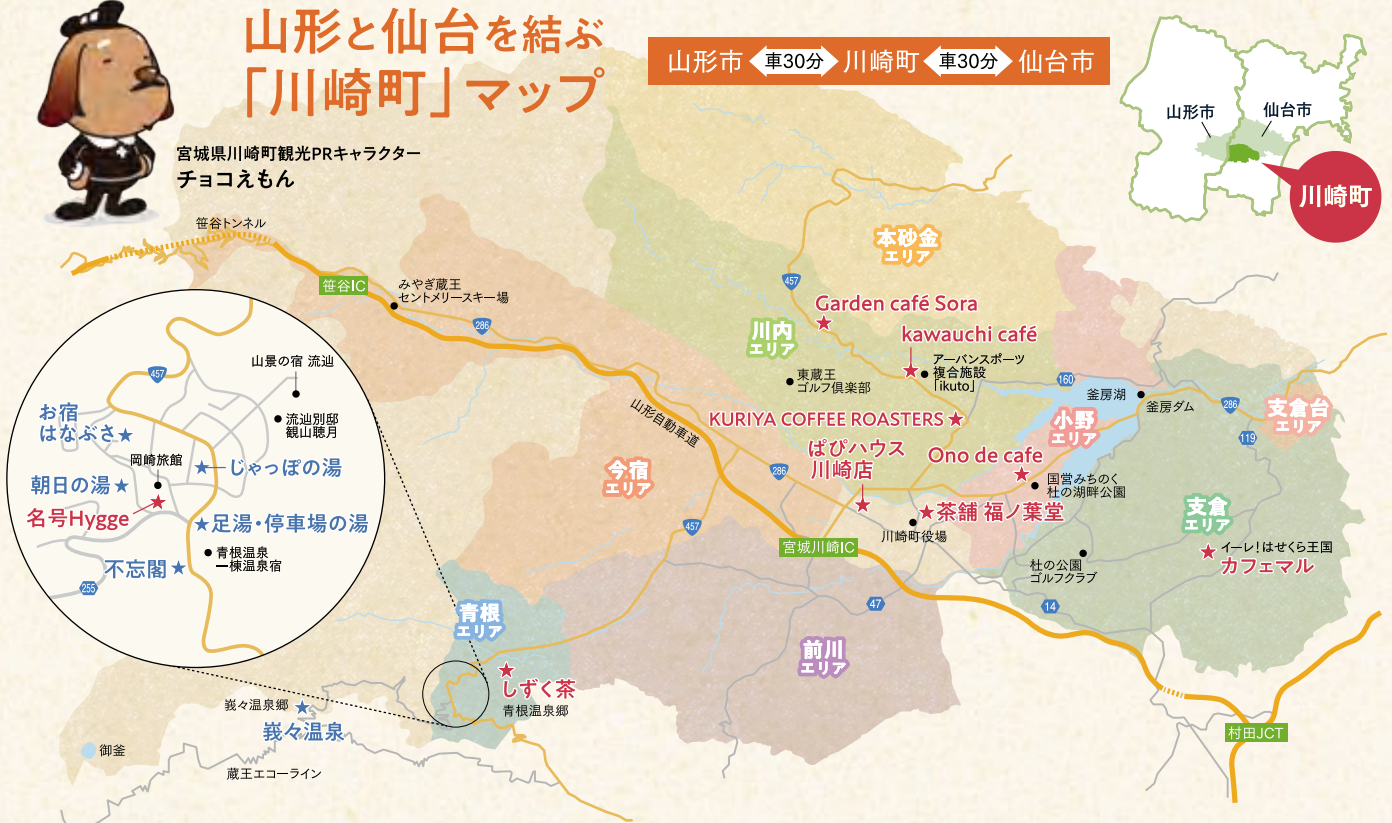 山形と仙台を結ぶ
「川崎町」マップ
山形市 車30分 川崎町 車30分 仙台市
宮城県川崎町観光PRキャラクター
チョコえもん
山形市
仙台市
川崎町
笹谷トンネル
笹谷IC
みやぎ蔵王
セントメリースキー場
286
山形自動車道
本砂金
エリア
457
Garden café Sora
川内
エリア
kawauchi café
アーバンスポーツ
複合施設
「ikuto」
東蔵王
ゴルフ倶楽部
160
釜房湖
釜房ダム
286
支倉台
エリア
119
KURIYA COFFEE ROASTERS
小野
エリア
ぱぴハウス
川崎店
Ono de cafe
286
今宿
エリア
国営みちのく
杜の湖畔公園
茶舗 福ノ葉堂
川崎町役場
457
宮城川崎IC
支倉
エリア
イーレ!はせくら王国
カフェマル
杜の公園
ゴルフクラブ
47
14
前川
エリア
青根
エリア
しずく茶
青根温泉郷
村田JCT
山景の宿 流辿
457
流辿別邸
観山聴月
お宿
はなぶさ
岡崎旅館
じゃっぽの湯
朝日の湯
名号Hygge
足湯・停車場の湯
青根温泉
一棟温泉宿
不忘閣
255
峩々温泉郷
峩々温泉
御釜
蔵王エコーライン